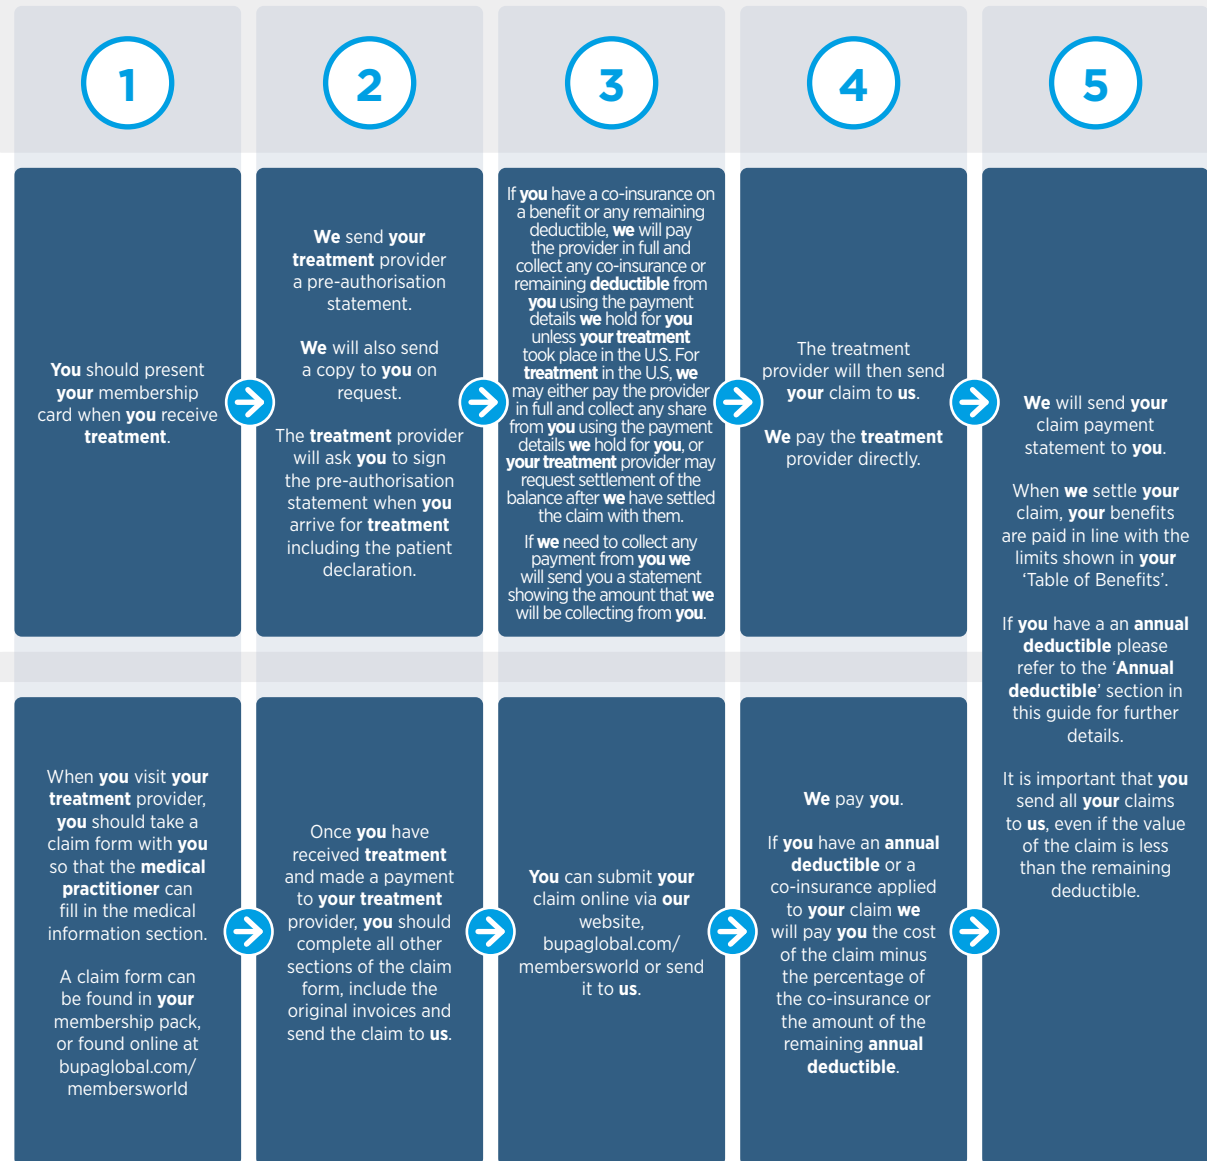 1
2
3
4
5
You should present
your membership
card when you receive
treatment.
We send your
treatment provider
a pre-authorisation
statement.
We will also send
a copy to you on
request.
The treatment provider
will ask you to sign
the pre-authorisation
statement when you
arrive for treatment
including the patient
declaration.
If you have a co-insurance on
a benefit or any remaining
deductible, we will pay
the provider in full and
collect any co-insurance or
remaining deductible from
you using the payment
details we hold for you
unless your treatment
took place in the U.S. For
treatment in the U.S, we
may either pay the provider
in full and collect any share
from you using the payment
details we hold for you, or
your treatment provider may
request settlement of the
balance after we have settled
the claim with them.
If we need to collect any
payment from you we
will send you a statement
showing the amount that we
will be collecting from you.
The treatment
provider will then send
your claim to us.
We pay the treatment
provider directly.
We will send your
claim payment
statement to you.
When we settle your
claim, your benefits
are paid in line with the
limits shown in your
‘Table of Benefits’.
If you have a an annual
deductible please
refer to the ‘Annual
deductible’ section in
this guide for further
details.
It is important that you
send all your claims
to us, even if the value
of the claim is less
than the remaining
deductible.
When you visit your
treatment provider,
you should take a
claim form with you
so that the medical
practitioner can
fill in the medical
information section.
A claim form can
be found in your
membership pack,
or found online at
bupaglobal.com/
membersworld
Once you have
received treatment
and made a payment
to your treatment
provider, you should
complete all other
sections of the claim
form, include the
original invoices and
send the claim to us.
You can submit your
claim online via our
website,
bupaglobal.com/
membersworld or send
it to us.
We pay you.
If you have an annual
deductible or a
co-insurance applied
to your claim we
will pay you the cost
of the claim minus
the percentage of
the co-insurance or
the amount of the
remaining annual
deductible.